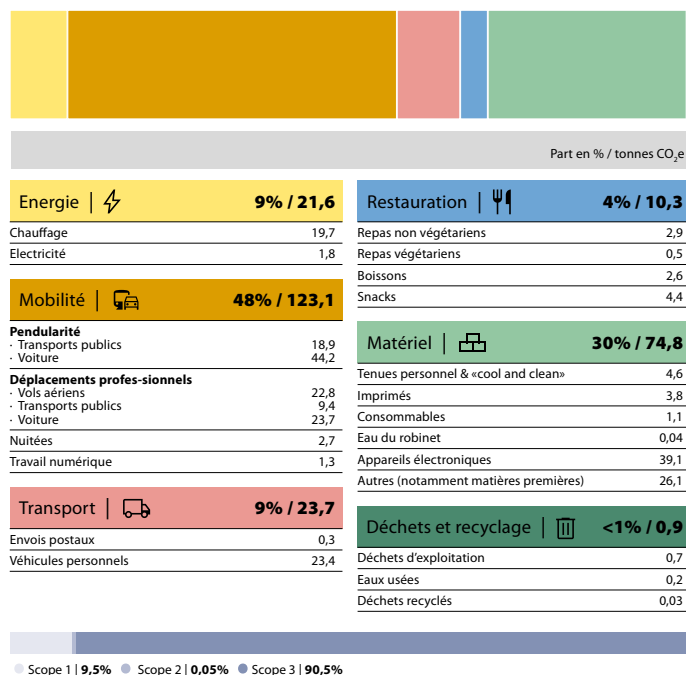 Part en % / tonnes CO2e
Energie | 9% / 21,6
Chauffage 19,7
Electricité 1,8
Mobilité | 48% / 123,1
Pendularité
· Transports publics 18,9
· Voiture 44,2
Déplacements profes-sionnels
· Vols aériens 22,8
· Transports publics 9,4
· Voiture 23,7
Nuitées 2,7
Travail numérique 1,3
Transport | 9% / 23,7
Envois postaux 0,3
Véhicules personnels 23,4
Restauration | 4% / 10,3
Repas non végétariens 2,9
Repas végétariens 0,5
Boissons 2,6
Snacks 4,4
Matériel | 30% / 74,8
Tenues personnel & «cool and clean» 4,6
Imprimés 3,8
Consommables 1,1
Eau du robinet 0,04
Appareils électroniques 39,1
Autres (notamment matières premières) 26,1
Déchets et recyclage | <1% / 0,9
Déchets d’exploitation 0,7
Eaux usées 0,2
Déchets recyclés 0,03
Scope 1 | 9,5% Scope 2 | 0,05% Scope 3 | 90,5%